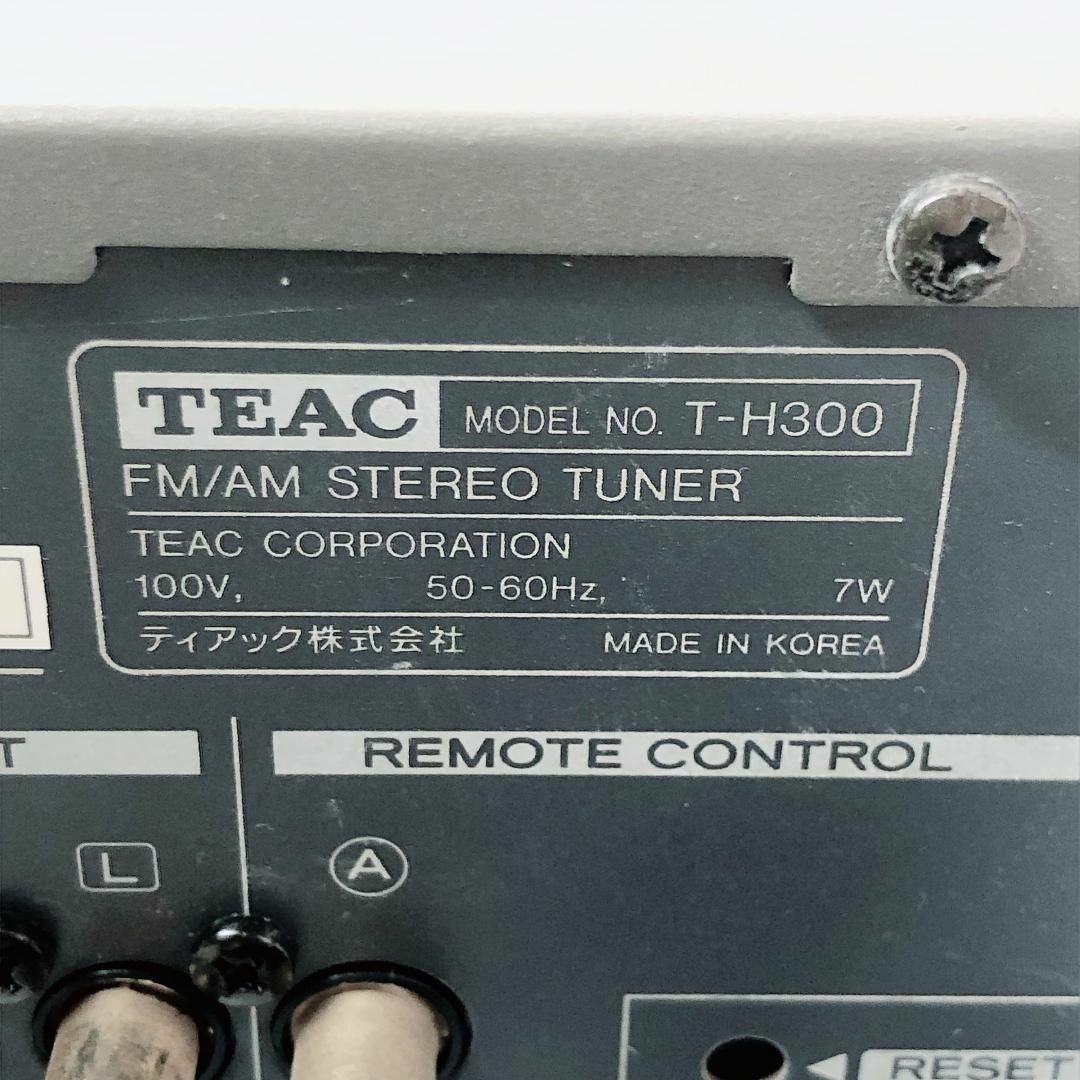 TEAC MODEL NO. T-H300
FM/AM STEREO TUNER
TEAC CORPORATION
100V, 50-60Hz, 7W
ティアック株式会社 MADE IN KOREA
T REMOTE CONTROL
L A
RESET